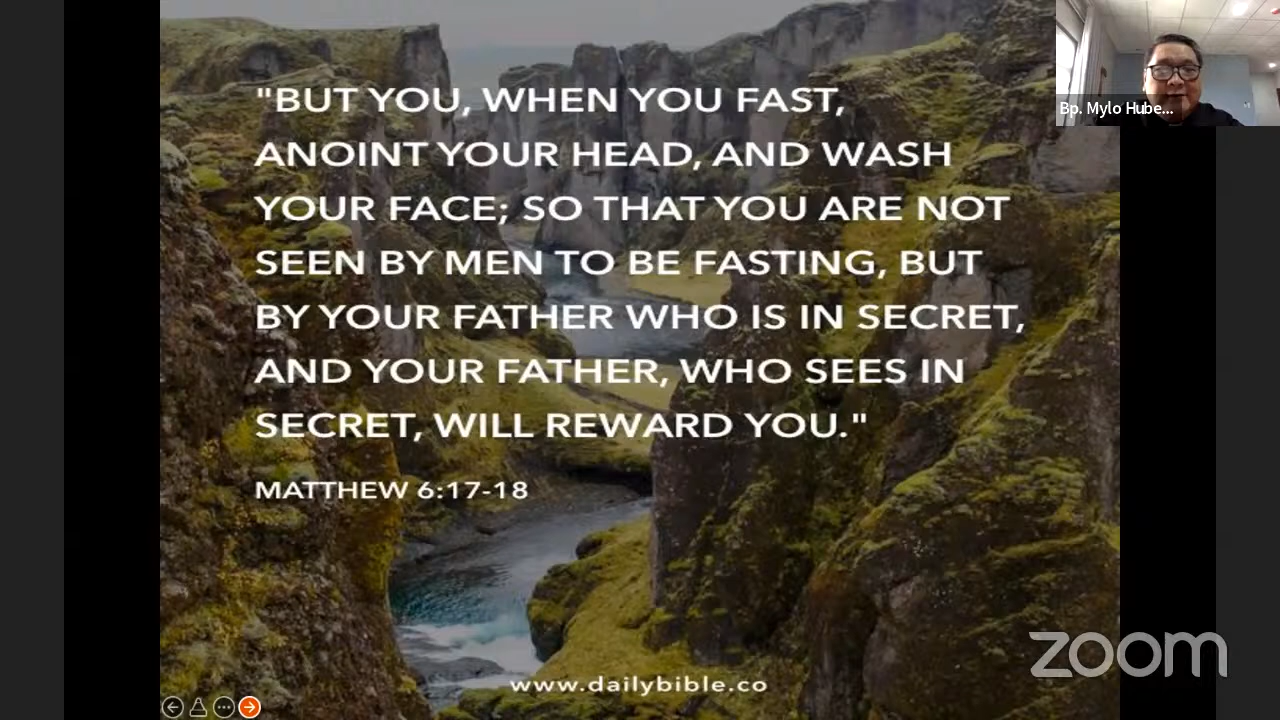 "BUT YOU, WHEN YOU FAST,
ANOINT YOUR HEAD, AND WASH
YOUR FACE; SO THAT YOU ARE NOT
SEEN BY MEN TO BE FASTING, BUT
BY YOUR FATHER WHO IS IN SECRET,
AND YOUR FATHER, WHO SEES IN
SECRET, WILL REWARD YOU."
MATTHEW 6:17-18
www.dailybible.co
Bp. Mylo Hube...
zoom